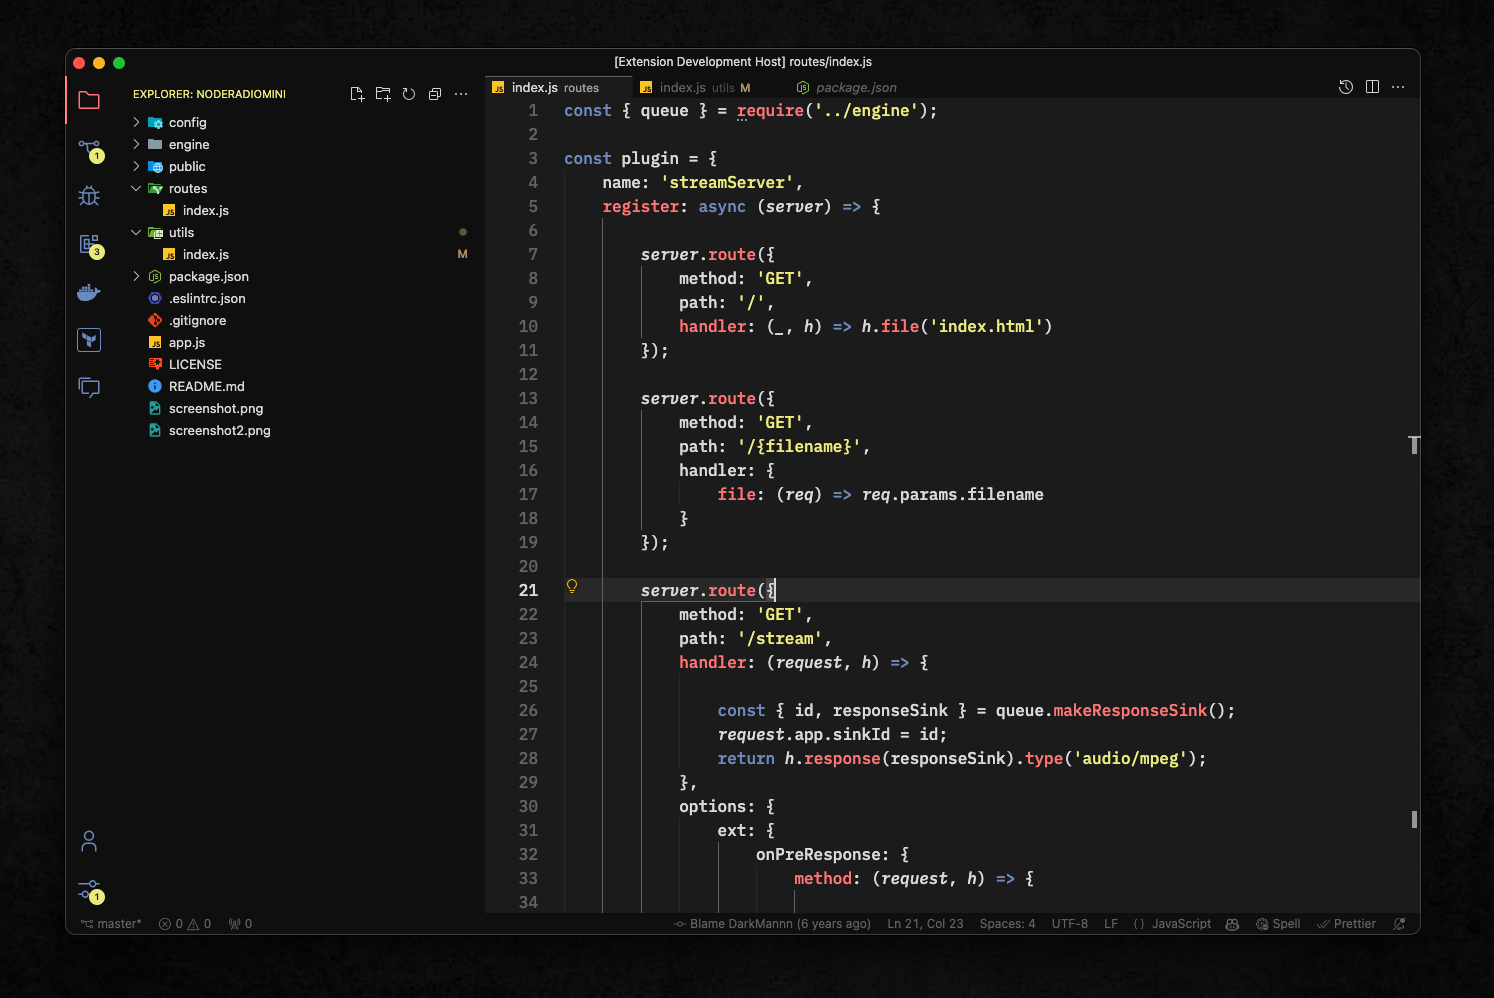 [Extension Development Host] routes/index.js
EXPLORER: NODERADIOMINI
config
engine
public
routes
JS index.js
utils
JS index.js M
package.json
.eslintrc.json
.gitignore
JS app.js
LICENSE
README.md
screenshot.png
screenshot2.png
1
3
1
JS index.js routes
JS index.js utils M
package.json
1 const { queue } = require('../engine');
2
3 const plugin = {
4 name: 'streamServer',
5 register: async (server) => {
6
7 server.route({
8 method: 'GET',
9 path: '/',
10 handler: (_, h) => h.file('index.html')
11 });
12
13 server.route({
14 method: 'GET',
15 path: '/{filename}',
16 handler: {
17 file: (req) => req.params.filename
18 }
19 });
20
21 server.route({
22 method: 'GET',
23 path: '/stream',
24 handler: (request, h) => {
25
26 const { id, responseSink } = queue.makeResponseSink();
27 request.app.sinkId = id;
28 return h.response(responseSink).type('audio/mpeg');
29 },
30 options: {
31 ext: {
32 onPreResponse: {
33 method: (request, h) => {
34
master* 0 0 0 Blame DarkMannn (6 years ago) Ln 21, Col 23 Spaces: 4 UTF-8 LF {} JavaScript Spell Prettier